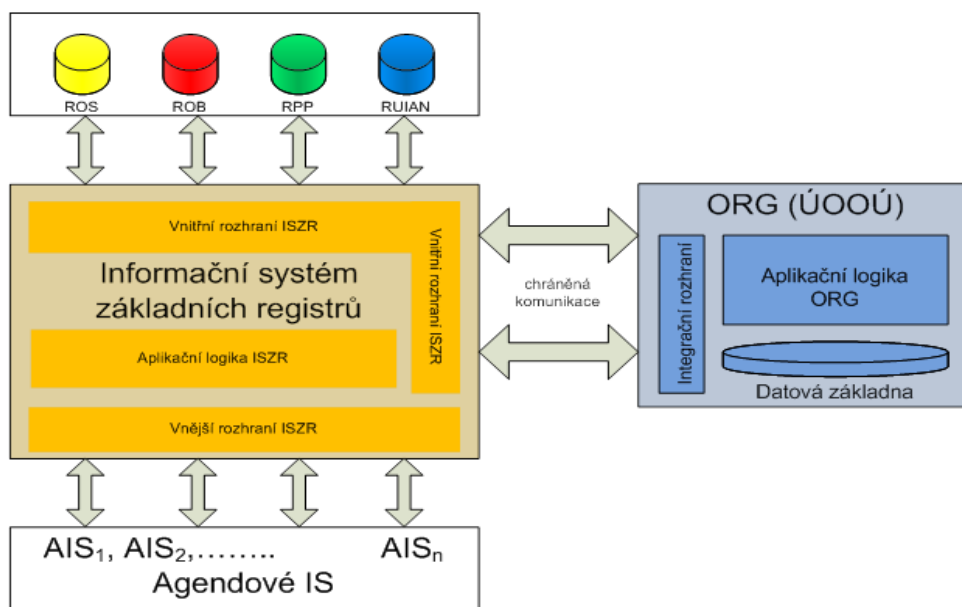 ROS
ROB
RPP
RUIAN
Vnitřní rozhraní ISZR
Vnitřní rozhraní ISZR
Informační systém
základních registrů
Aplikační logika ISZR
Vnější rozhraní ISZR
chráněná
komunikace
ORG (ÚOOÚ)
Integrační rozhraní
Aplikační logika
ORG
Datová základna
AIS₁, AIS₂,…….. AISₙ
Agendové IS